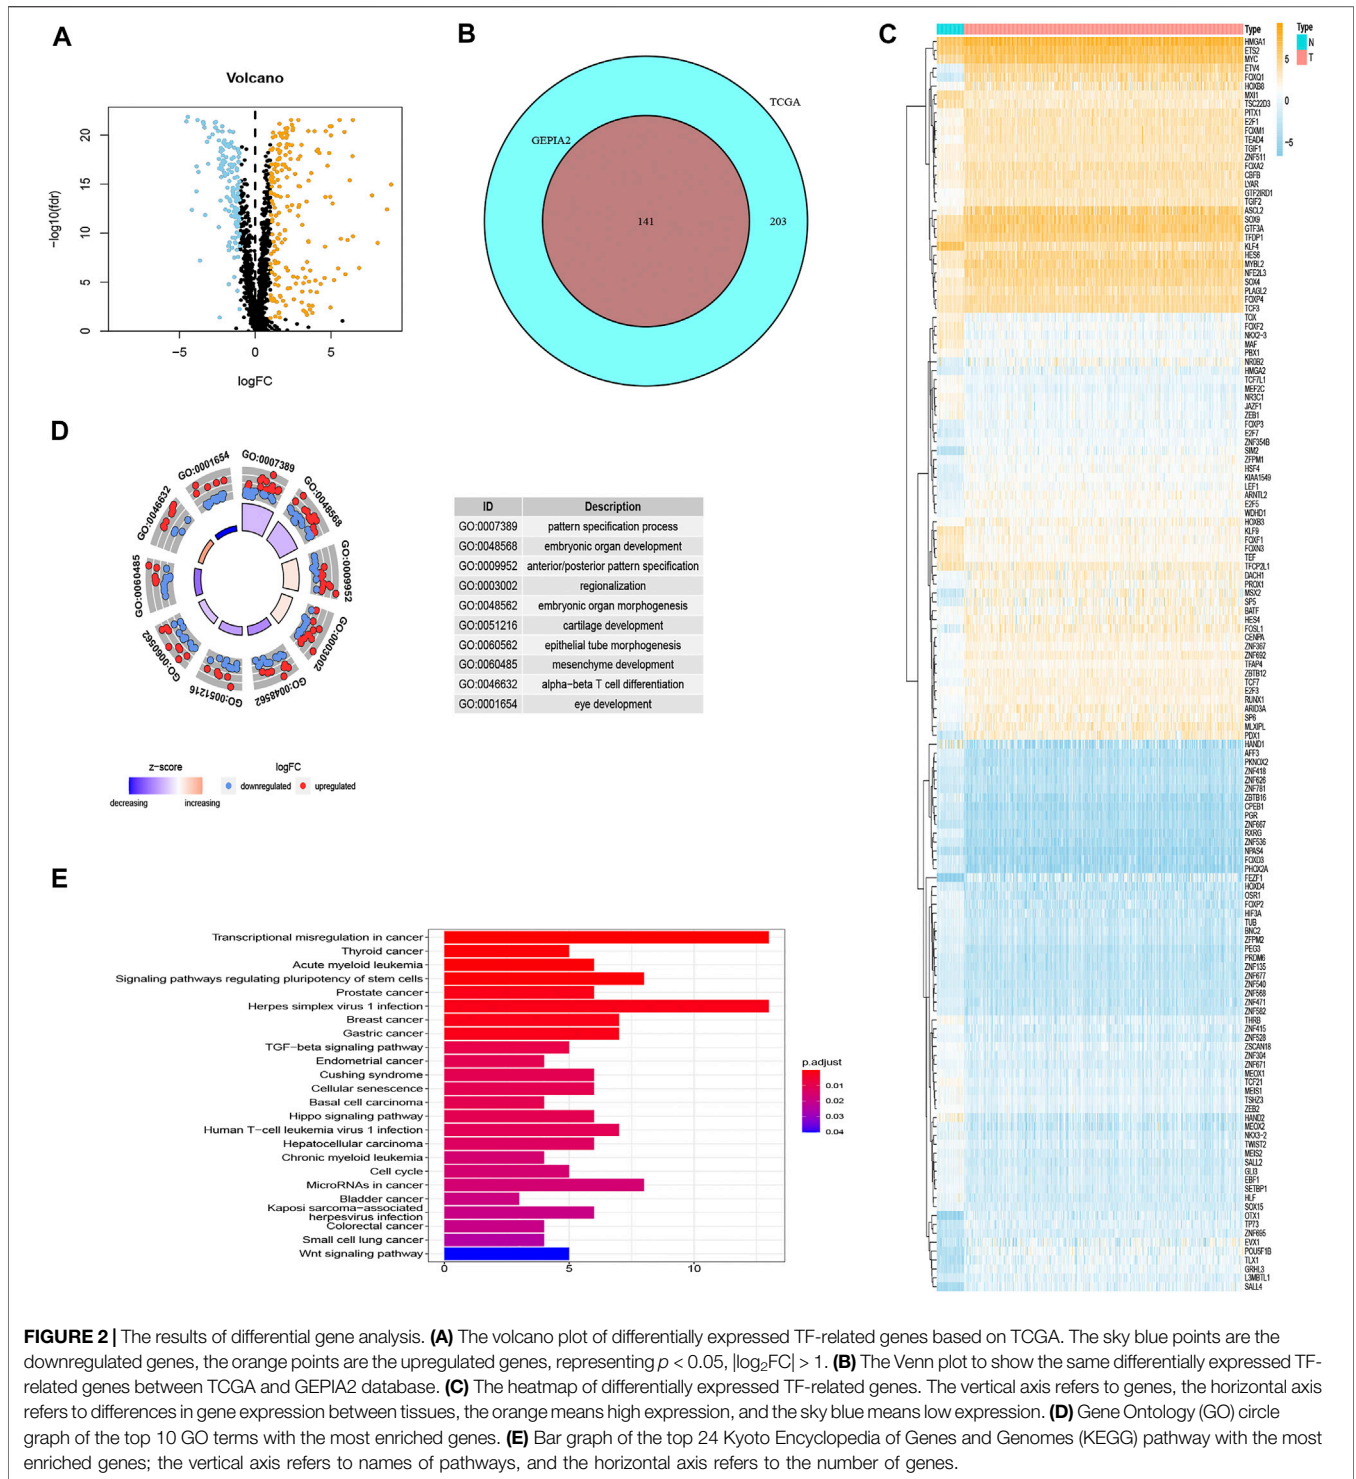 A
Volcano
20
15
10
5
0
−log10(fdr)
−5
0
5
logFC
B
TCGA
GEPIA2
141
203
C
Type
Type
N
T
5
0
−5
HMGA1
ETS2
MYC
ETV4
FOXQ1
HOXB8
MXI1
TSC22D3
PITX1
E2F1
FOXM1
TEAD4
TGIF1
ZNF511
FOXA2
CBFB
LYAR
GTF2IRD1
TGIF2
ASCL2
SOX9
GTF3A
TFDP1
KLF4
HES6
MYBL2
NFE2L3
SOX4
PLAGL2
FOXP4
TCF3
TOX
FOXF2
NKX2−3
MAF
PBX1
NR0B2
HMGA2
TCF7L1
MEF2C
NR3C1
JAZF1
ZEB1
FOXP3
E2F7
ZNF354B
SIM2
ZFPM1
HSF4
KIAA1549
LEF1
ARNTL2
E2F5
WDHD1
HOXB3
KLF9
FOXF1
FOXN3
TEF
TFCP2L1
DACH1
PROX1
MSX2
SP5
BATF
HES4
FOSL1
CENPA
ZNF367
ZNF692
TFAP4
ZBTB12
TCF7
E2F3
RUNX1
ARID3A
SP6
MLXIPL
PDX1
HAND1
AFF3
PKNOX2
ZNF418
ZNF626
ZNF781
ZBTB16
CPEB1
PGR
ZNF667
RXRG
ZNF536
NPAS4
FOXD3
PHOX2A
FEZF1
HOXD4
OSR1
FOXP2
HIF3A
TUB
BNC2
ZFPM2
PEG3
PRDM6
ZNF135
ZNF677
ZNF540
ZNF568
ZNF471
ZNF582
THRB
ZNF415
ZNF528
ZSCAN18
ZNF304
ZNF671
MEOX1
TCF21
MEIS1
TSHZ3
ZEB2
HAND2
MEOX2
NKX3−2
TWIST2
MEIS2
SALL2
GLI3
EBF1
SETBP1
HLF
SOX15
OTX1
TP73
ZNF695
EVX1
POU5F1B
TLX1
GRHL3
L3MBTL1
SALL4
D
GO:0007389
GO:0048568
GO:0009952
GO:0003002
GO:0048562
GO:0051216
GO:0060562
GO:0060485
GO:0046632
GO:0001654
z−score
decreasing
increasing
logFC
downregulated
upregulated
ID Description
GO:0007389 pattern specification process
GO:0048568 embryonic organ development
GO:0009952 anterior/posterior pattern specification
GO:0003002 regionalization
GO:0048562 embryonic organ morphogenesis
GO:0051216 cartilage development
GO:0060562 epithelial tube morphogenesis
GO:0060485 mesenchyme development
GO:0046632 alpha−beta T cell differentiation
GO:0001654 eye development
E
Transcriptional misregulation in cancer
Thyroid cancer
Acute myeloid leukemia
Signaling pathways regulating pluripotency of stem cells
Prostate cancer
Herpes simplex virus 1 infection
Breast cancer
Gastric cancer
TGF−beta signaling pathway
Endometrial cancer
Cushing syndrome
Cellular senescence
Basal cell carcinoma
Hippo signaling pathway
Human T−cell leukemia virus 1 infection
Hepatocellular carcinoma
Chronic myeloid leukemia
Cell cycle
MicroRNAs in cancer
Bladder cancer
Kaposi sarcoma−associated
herpesvirus infection
Colorectal cancer
Small cell lung cancer
Wnt signaling pathway
0
5
10
p.adjust
0.01
0.02
0.03
0.04
FIGURE 2 | The results of differential gene analysis. (A) The volcano plot of differentially expressed TF-related genes based on TCGA. The sky blue points are the
downregulated genes, the orange points are the upregulated genes, representing p < 0.05, |log₂FC| > 1. (B) The Venn plot to show the same differentially expressed TF-
related genes between TCGA and GEPIA2 database. (C) The heatmap of differentially expressed TF-related genes. The vertical axis refers to genes, the horizontal axis
refers to differences in gene expression between tissues, the orange means high expression, and the sky blue means low expression. (D) Gene Ontology (GO) circle
graph of the top 10 GO terms with the most enriched genes. (E) Bar graph of the top 24 Kyoto Encyclopedia of Genes and Genomes (KEGG) pathway with the most
enriched genes; the vertical axis refers to names of pathways, and the horizontal axis refers to the number of genes.